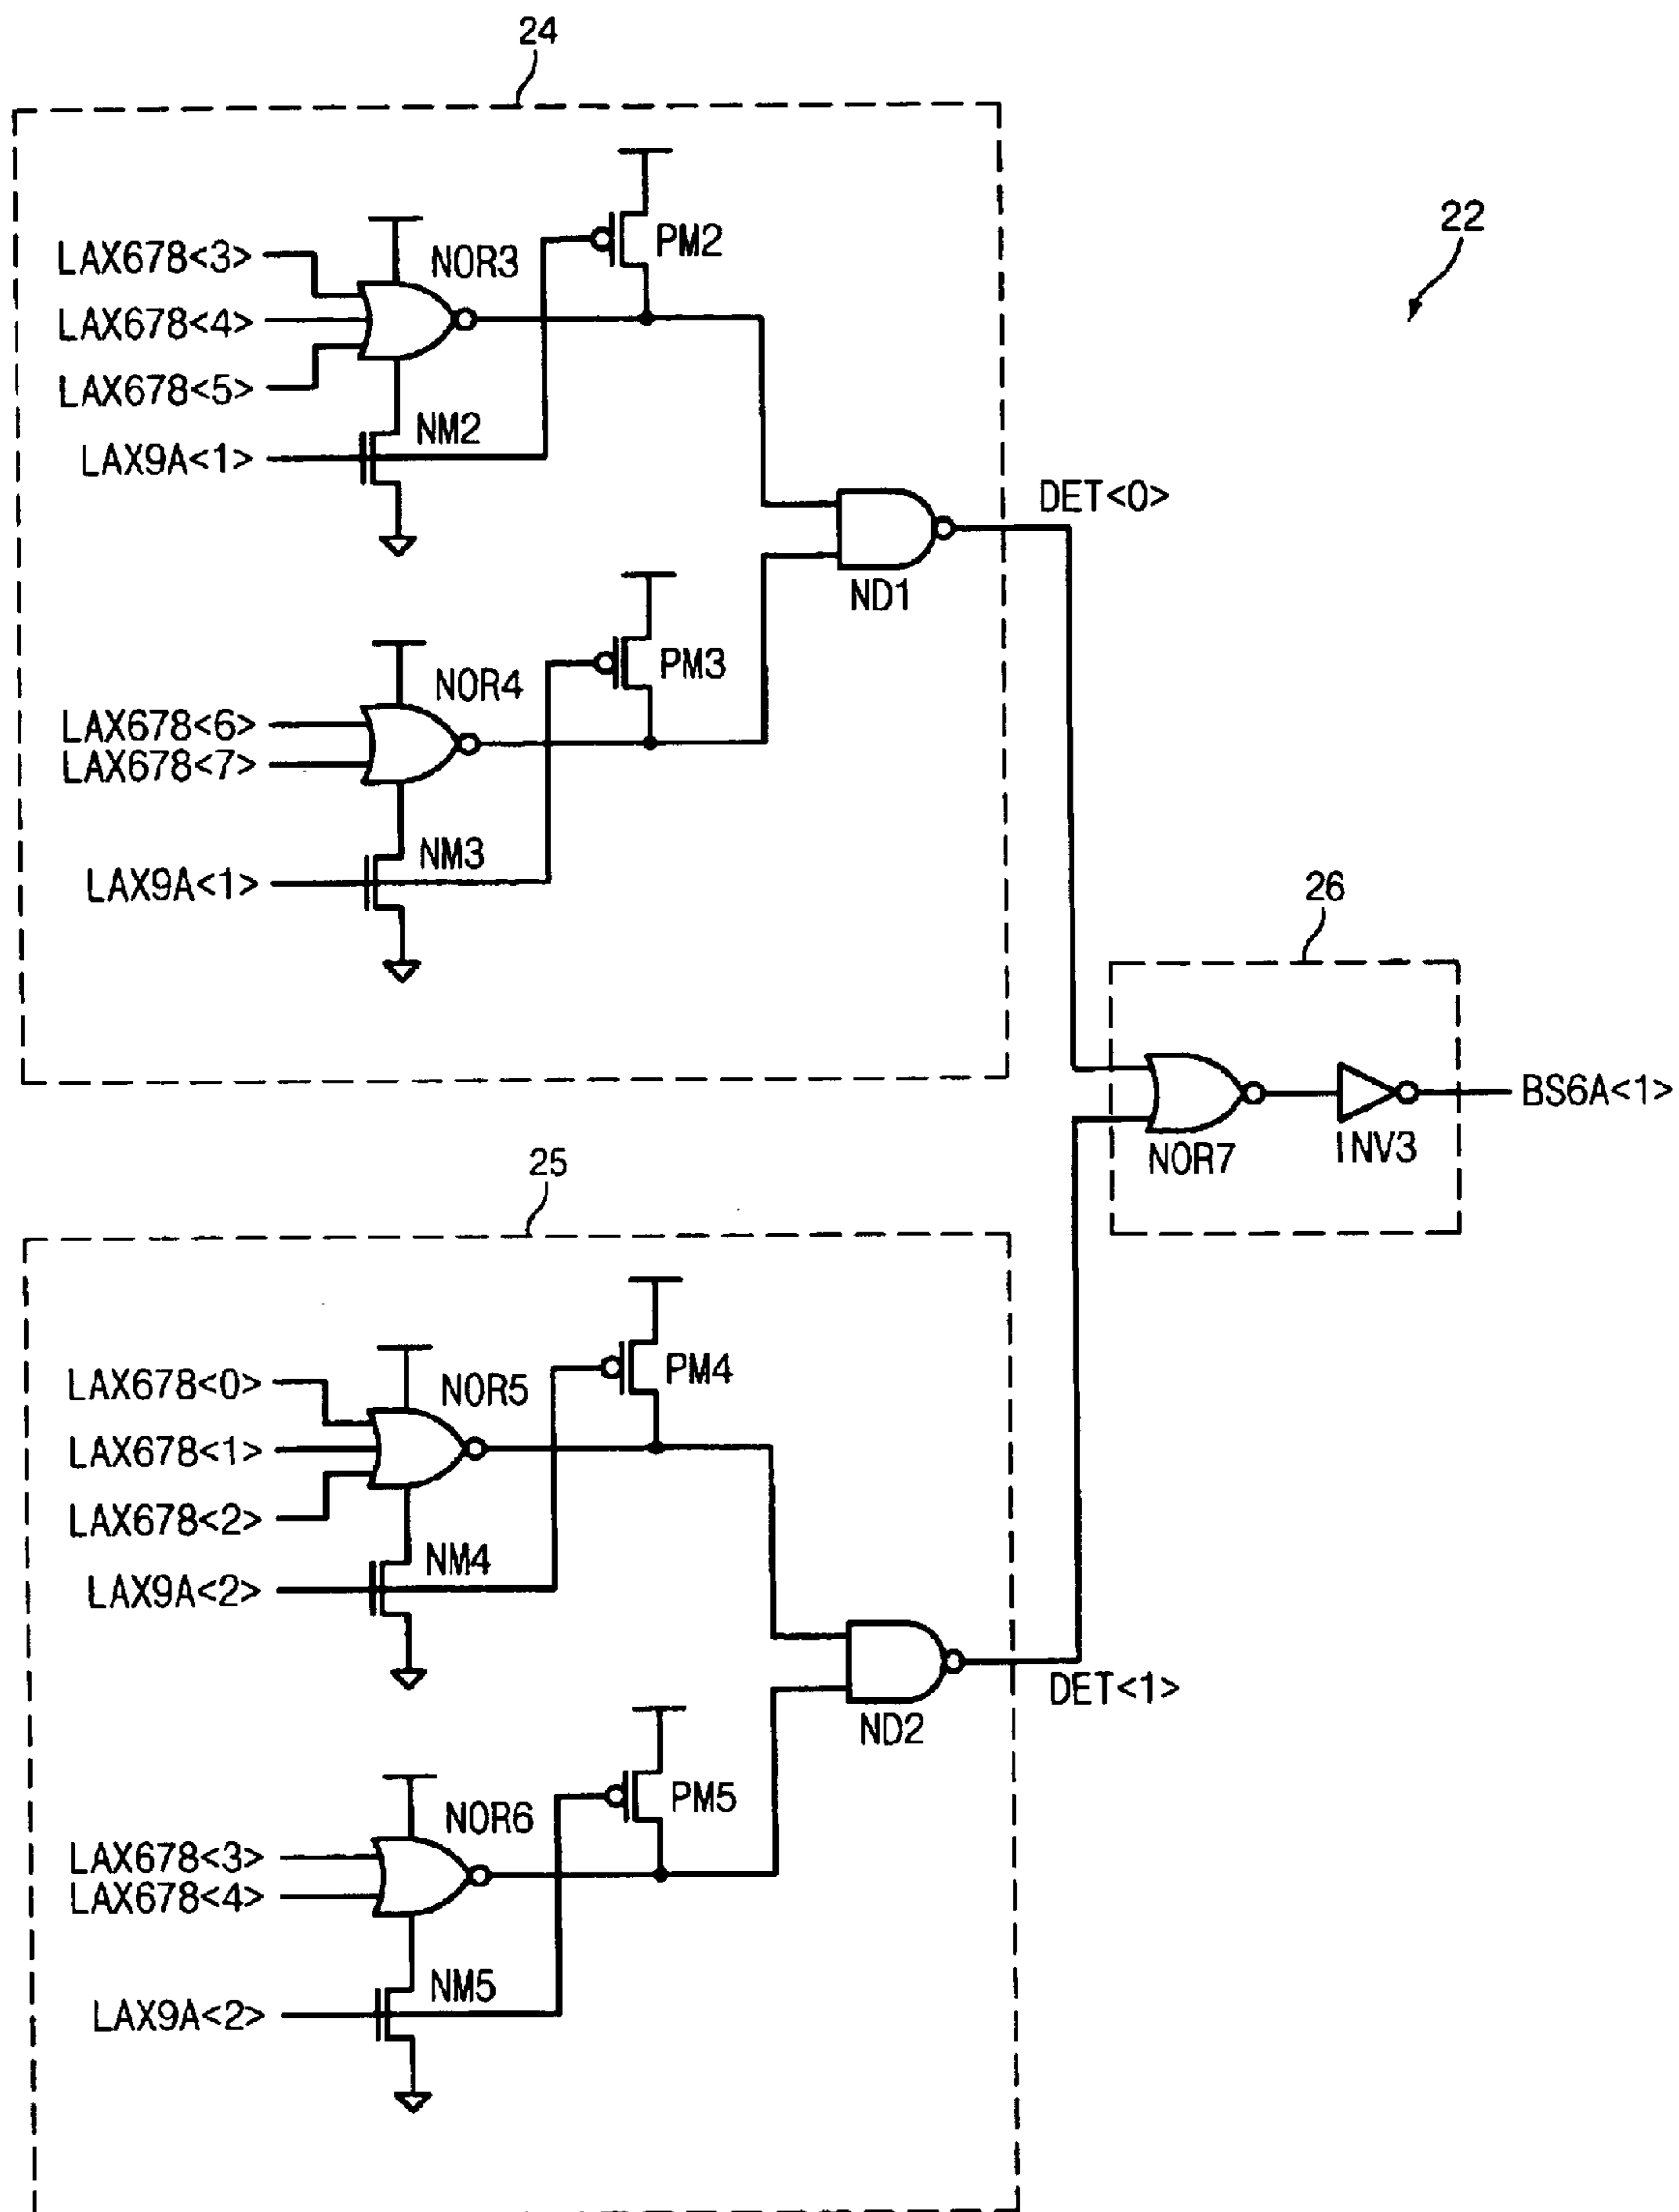 24
22
LAX678<3>
NOR3
PM2
LAX678<4>
LAX678<5>
NM2
LAX9A<1>
DET<0>
ND1
PM3
NOR4
LAX678<6>
LAX678<7>
NM3
LAX9A<1>
26
BS6A<1>
NOR7
INV3
25
PM4
LAX678<0>
NOR5
LAX678<1>
LAX678<2>
NM4
LAX9A<2>
DET<1>
ND2
PM5
NOR6
LAX678<3>
LAX678<4>
NM5
LAX9A<2>